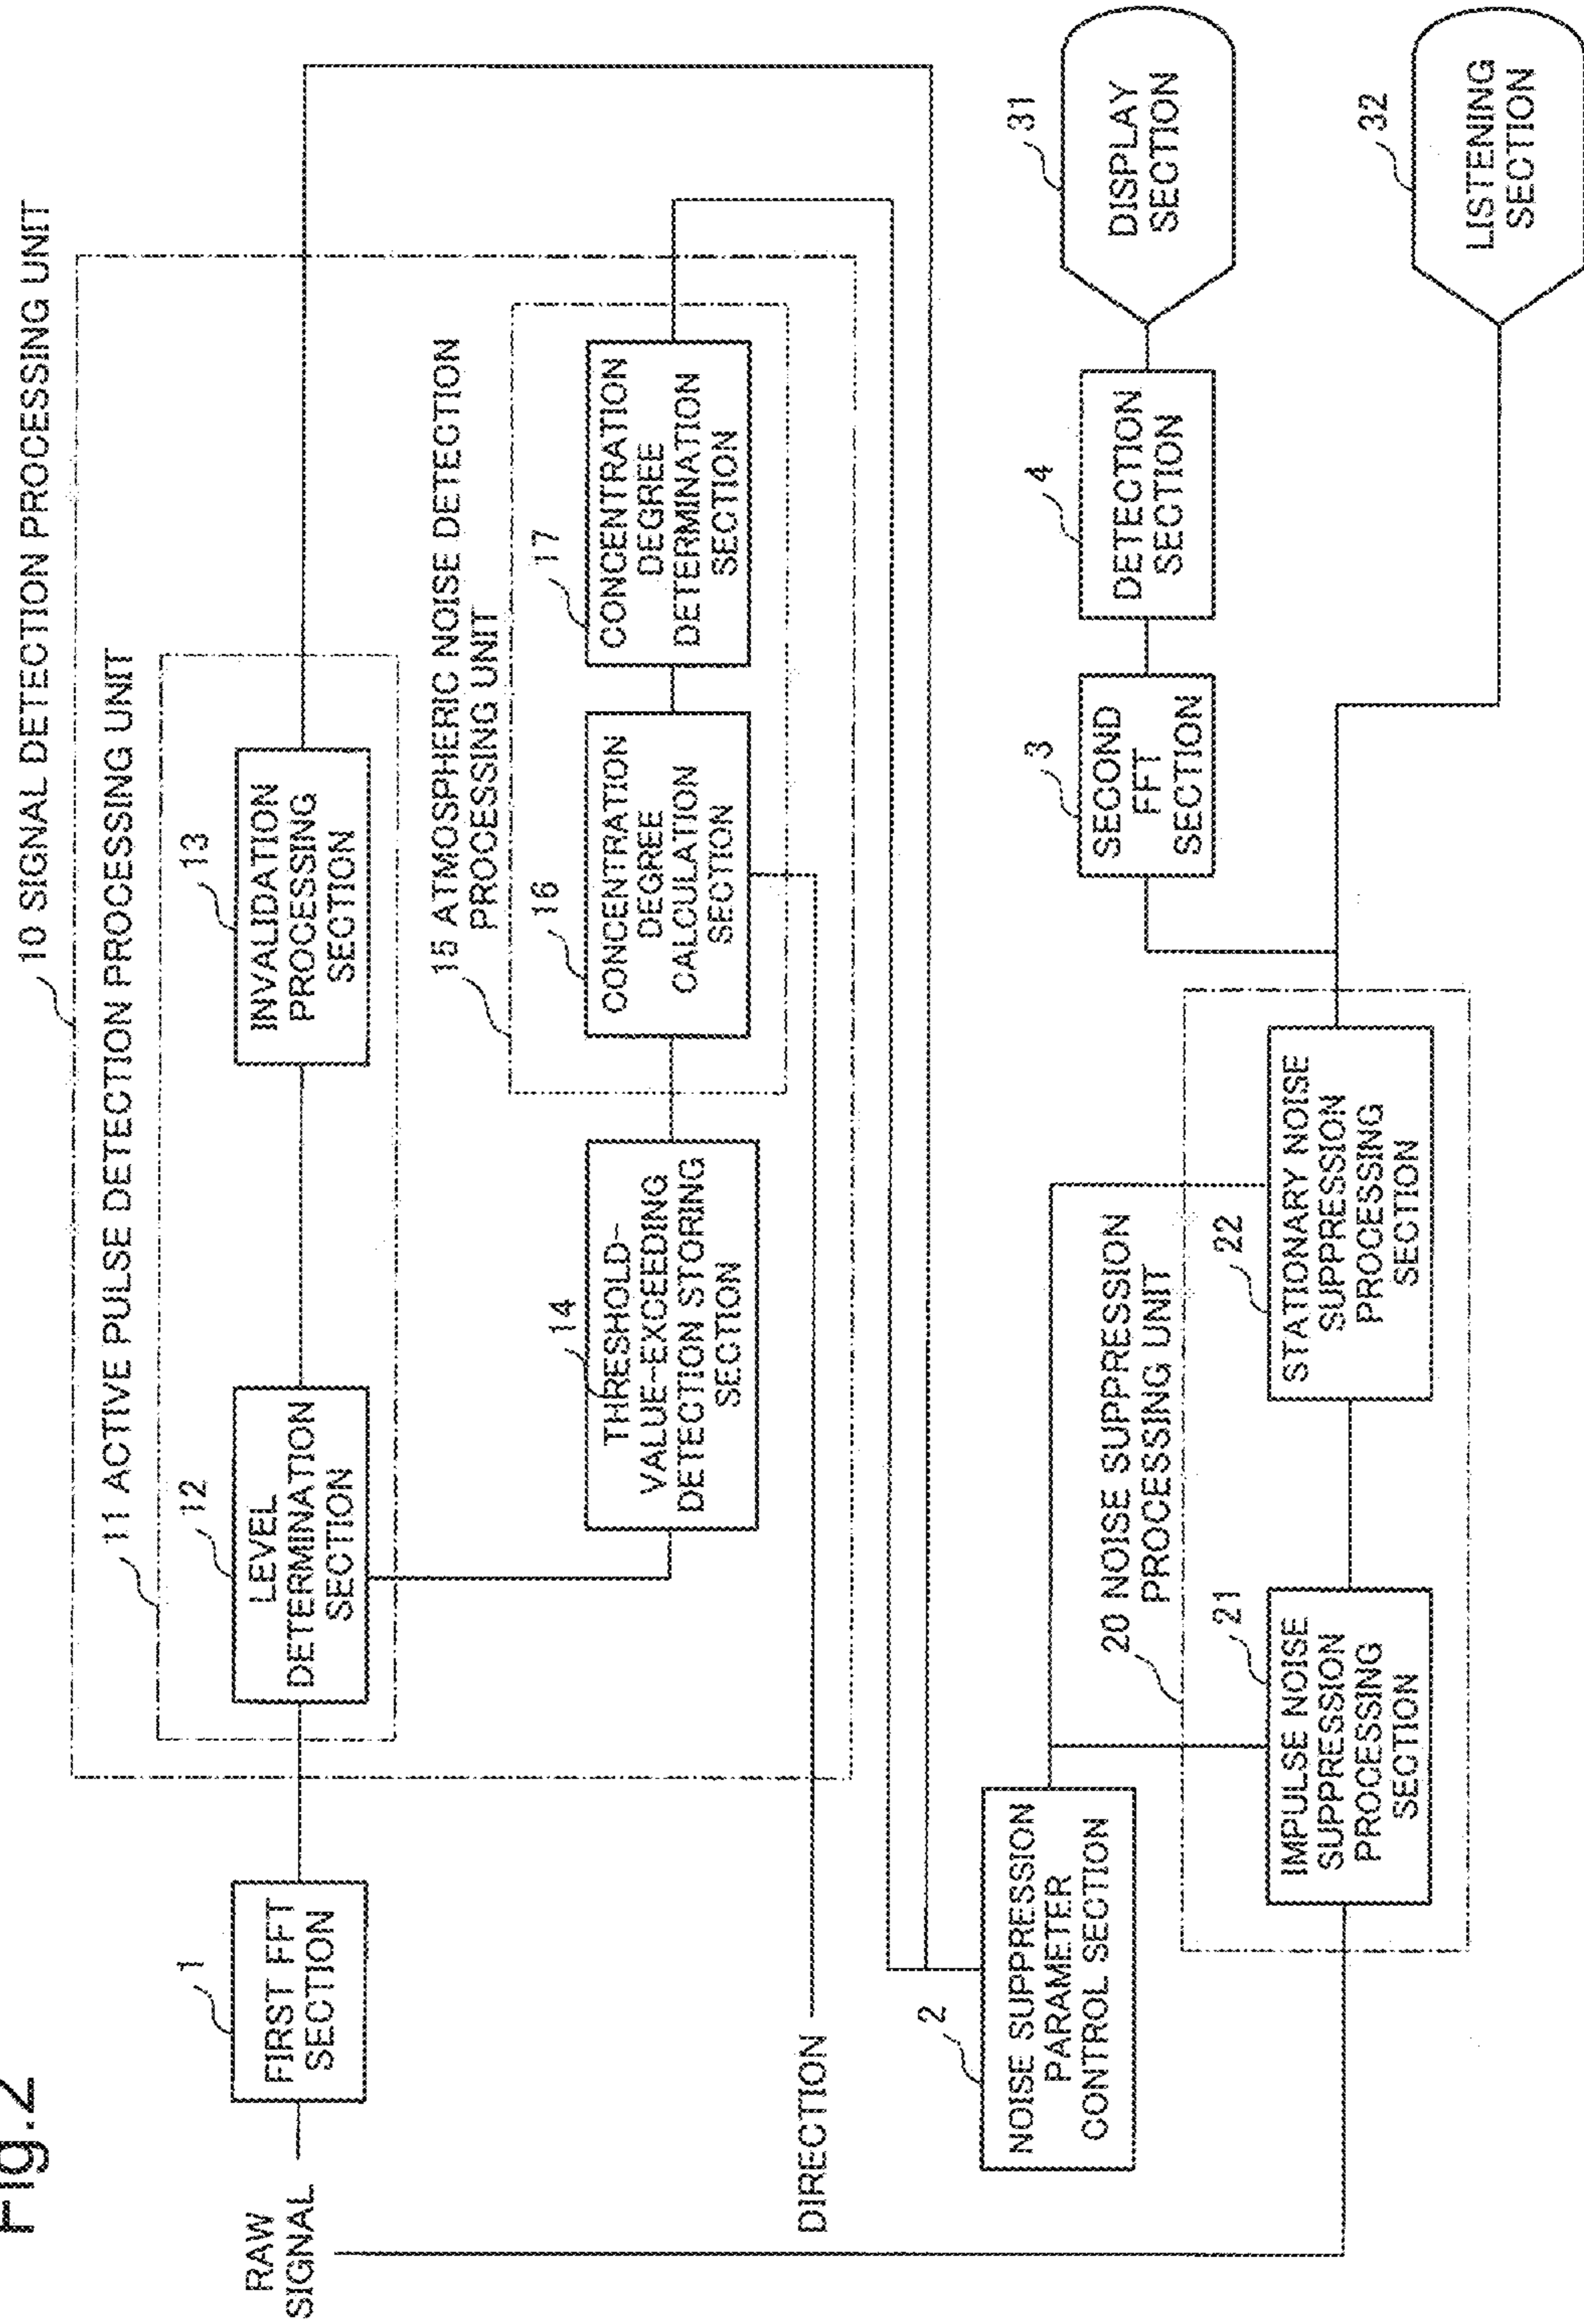 Fig.2
10 SIGNAL DETECTION PROCESSING UNIT
11 ACTIVE PULSE DETECTION PROCESSING UNIT
RAW
SIGNAL
1
FIRST FFT
SECTION
12
LEVEL
DETERMINATION
SECTION
13
INVALIDATION
PROCESSING
SECTION
15 ATMOSPHERIC NOISE DETECTION
PROCESSING UNIT
14
THRESHOLD-
VALUE-EXCEEDING
DETECTION STORING
SECTION
16
CONCENTRATION
DEGREE
CALCULATION
SECTION
17
CONCENTRATION
DEGREE
DETERMINATION
SECTION
DIRECTION
2
NOISE SUPPRESSION
PARAMETER
CONTROL SECTION
20 NOISE SUPPRESSION
PROCESSING UNIT
21
IMPULSE NOISE
SUPPRESSION
PROCESSING
SECTION
22
STATIONARY NOISE
SUPPRESSION
PROCESSING
SECTION
3
SECOND
FFT
SECTION
4
DETECTION
SECTION
31
DISPLAY
SECTION
32
LISTENING
SECTION